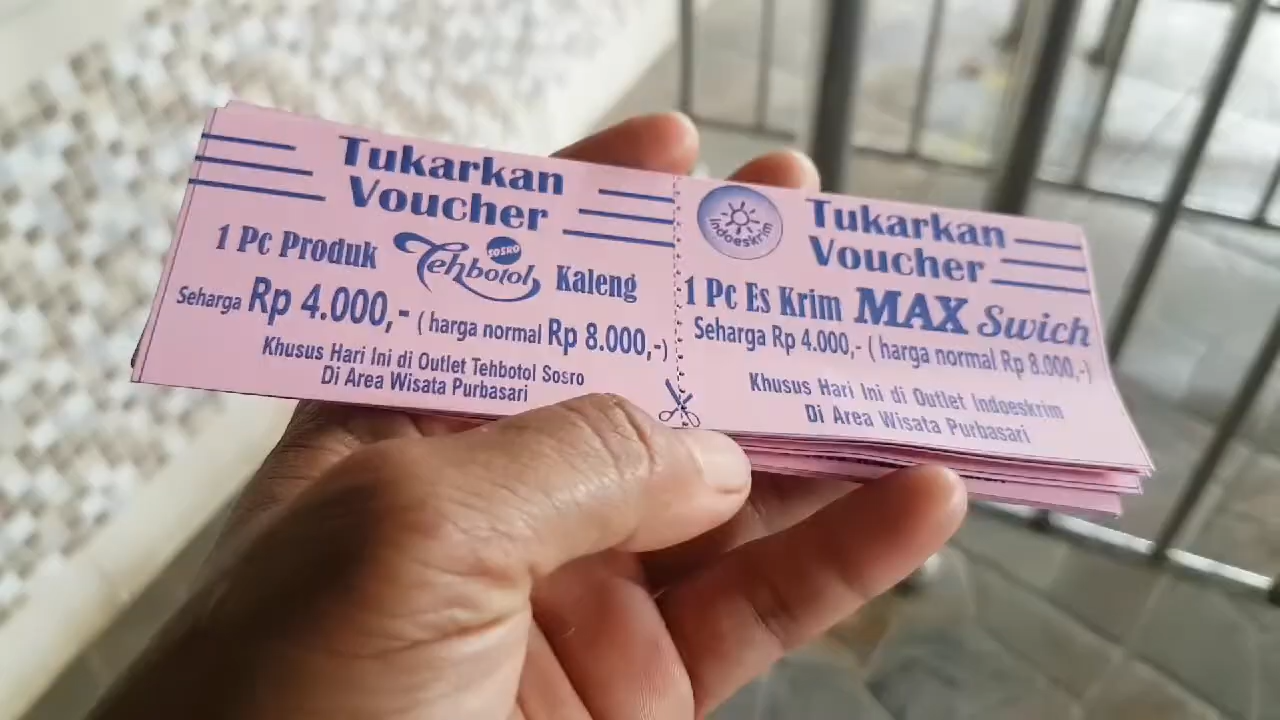 Tukarkan
Voucher
1 Pc Produk SOSRO Tehbotol Kaleng
Seharga Rp 4.000,- ( harga normal Rp 8.000,-)
Khusus Hari Ini di Outlet Tehbotol Sosro
Di Area Wisata Purbasari
indoeskrim
Tukarkan
Voucher
1 Pc Es Krim MAX Swich
Seharga Rp 4.000,- ( harga normal Rp 8.000,-)
Khusus Hari Ini di Outlet Indoeskrim
Di Area Wisata Purbasari